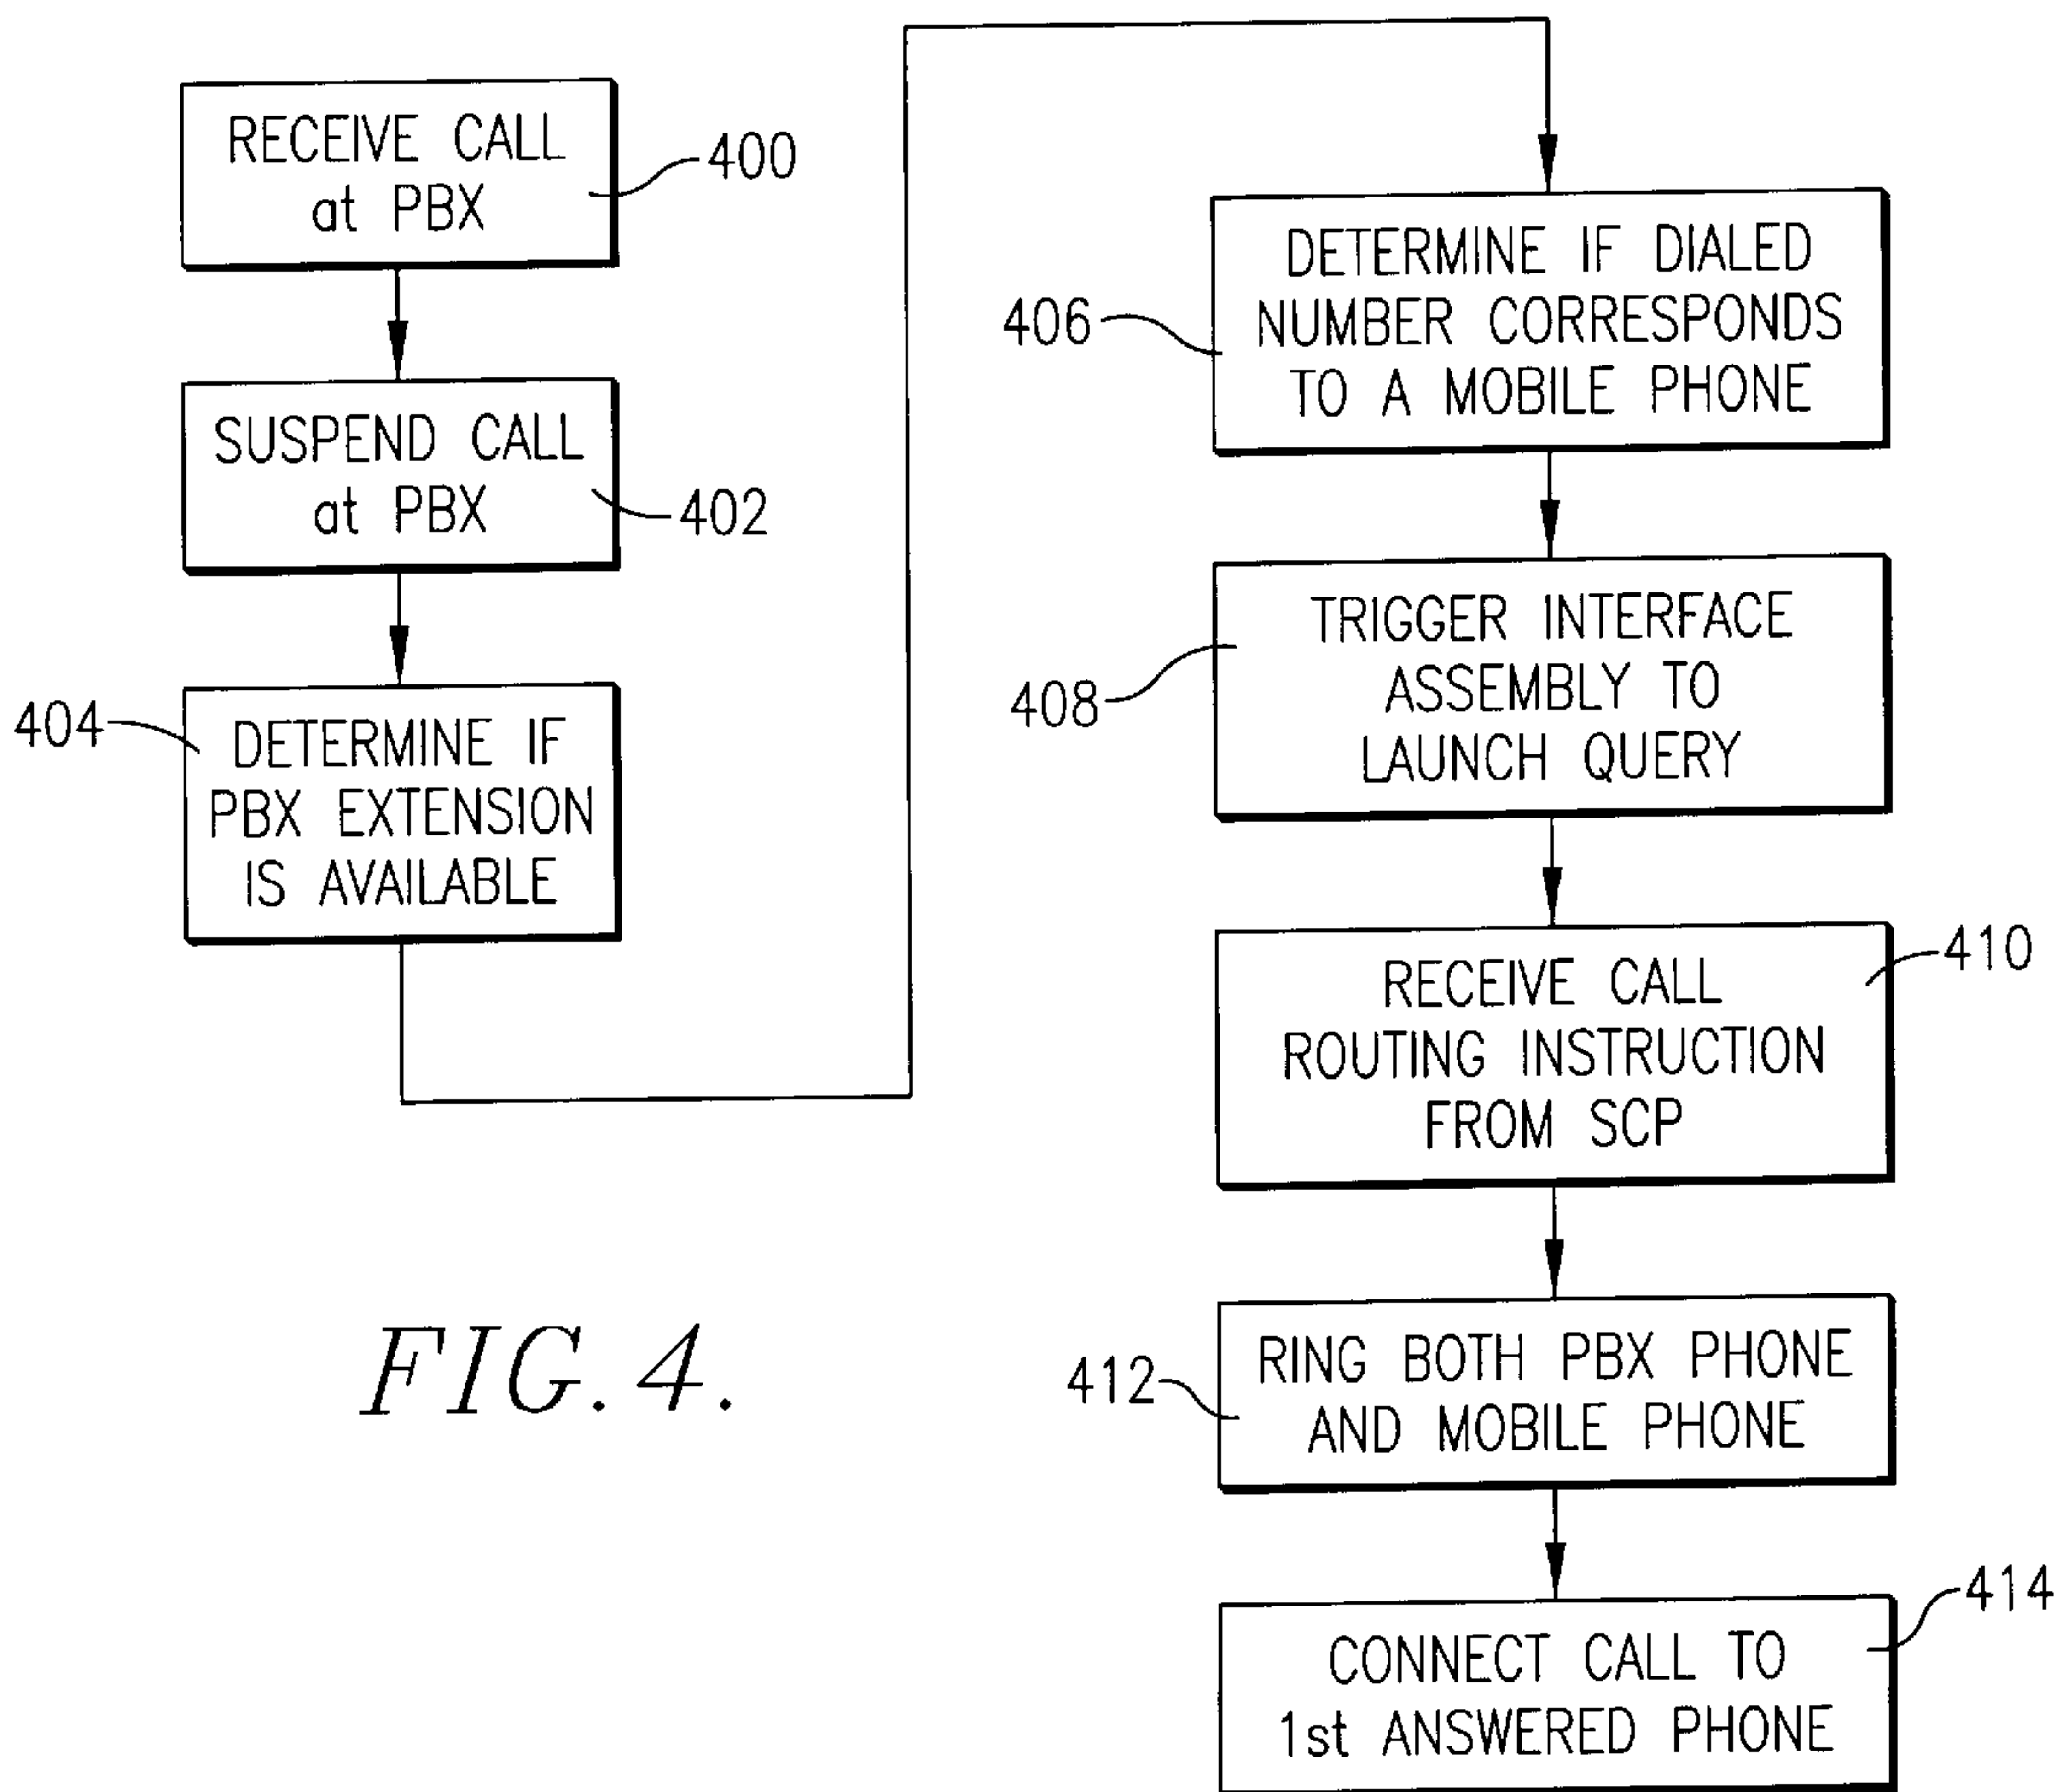 RECEIVE CALL
at PBX
400
SUSPEND CALL
at PBX
402
404
DETERMINE IF
PBX EXTENSION
IS AVAILABLE
DETERMINE IF DIALED
NUMBER CORRESPONDS
TO A MOBILE PHONE
406
TRIGGER INTERFACE
ASSEMBLY TO
LAUNCH QUERY
408
RECEIVE CALL
ROUTING INSTRUCTION
FROM SCP
410
RING BOTH PBX PHONE
AND MOBILE PHONE
412
CONNECT CALL TO
1st ANSWERED PHONE
414
FIG. 4.